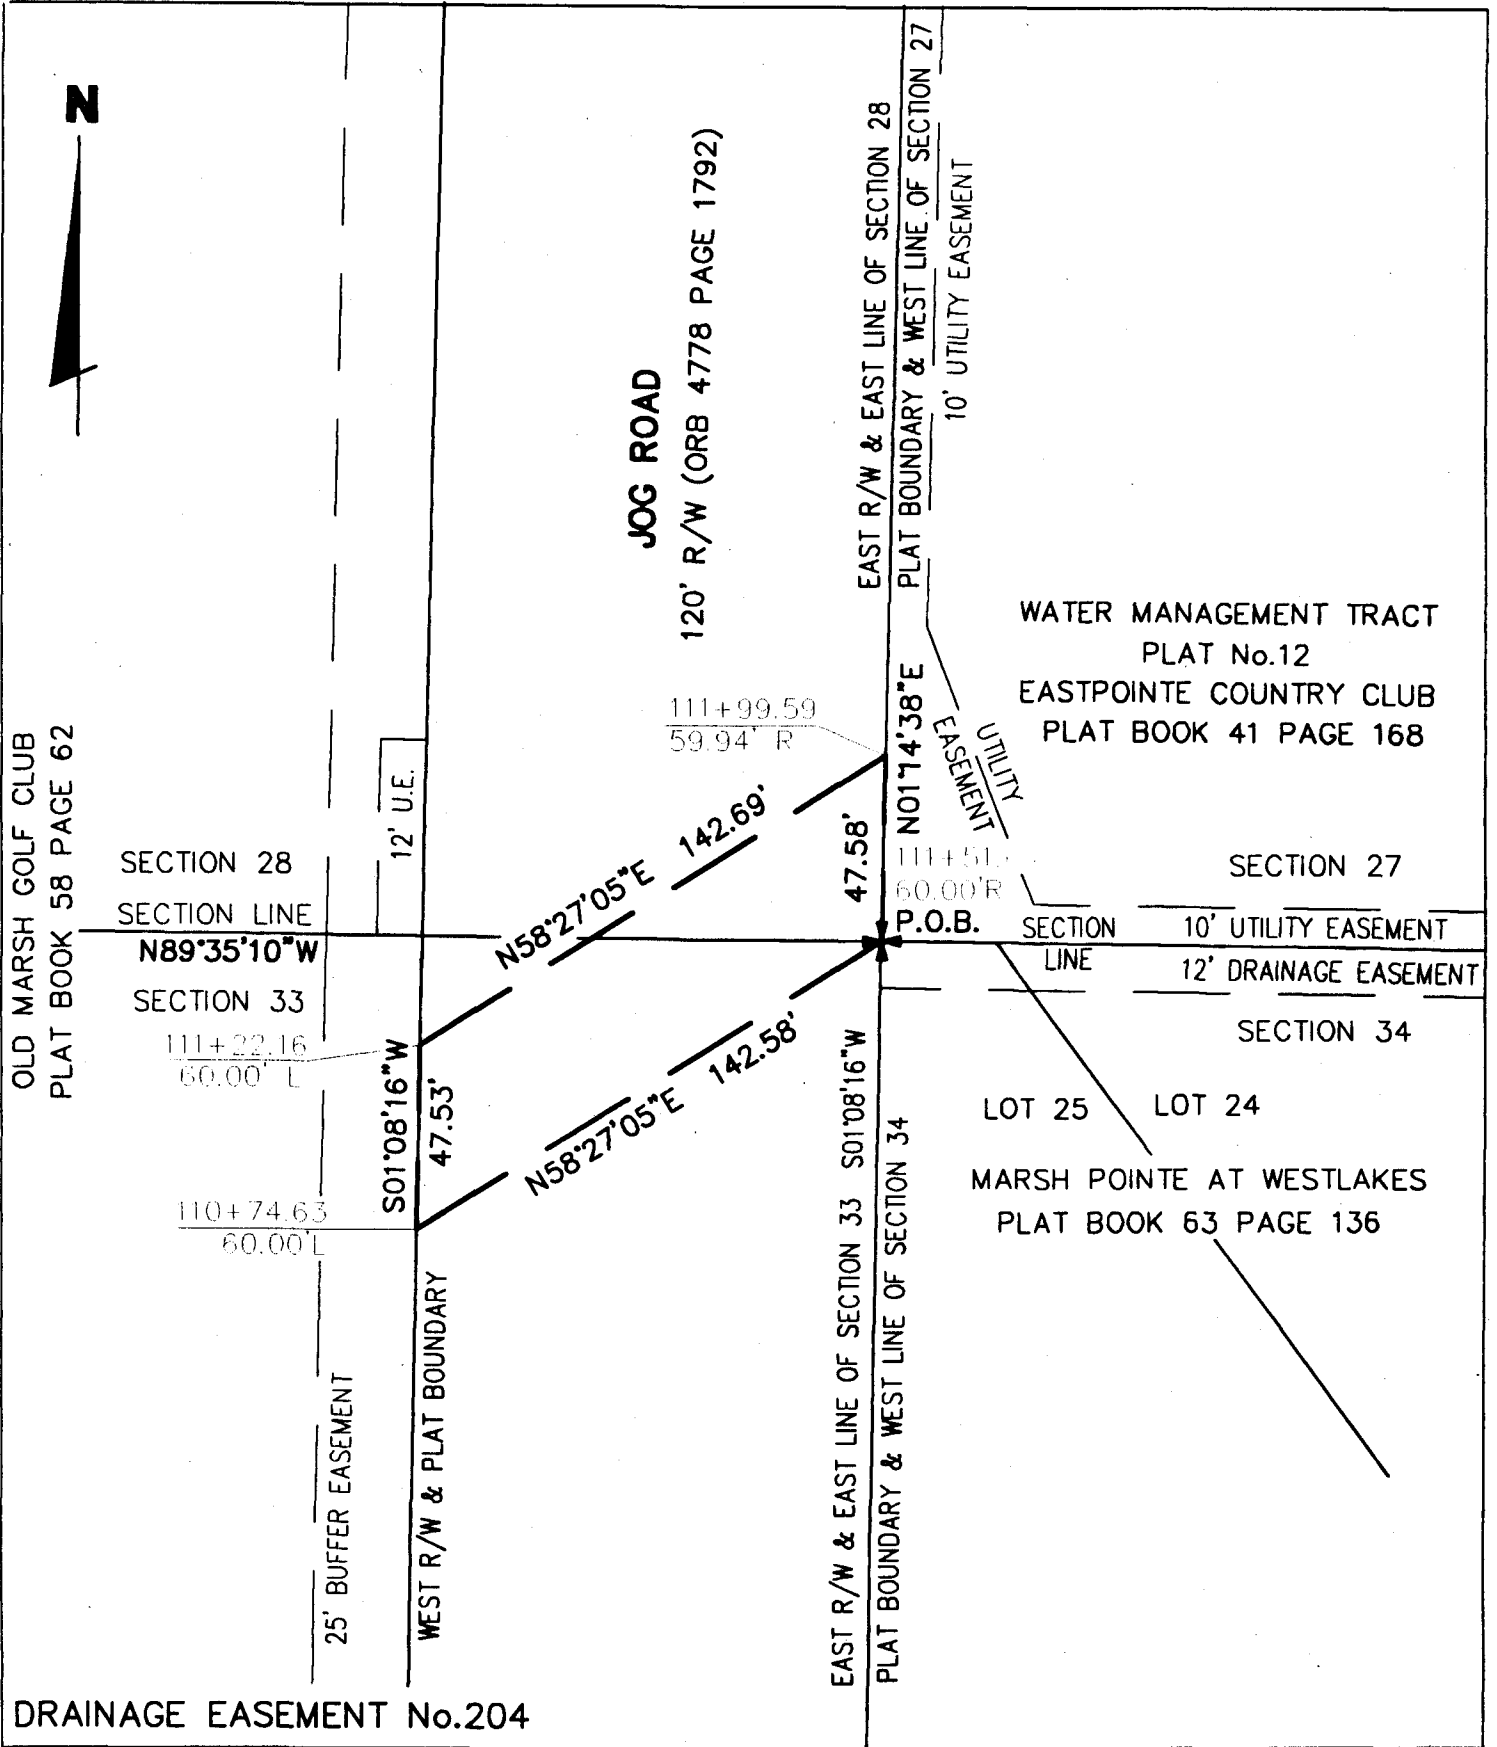 N
EAST R/W & EAST LINE OF SECTION 28
PLAT BOUNDARY & WEST LINE OF SECTION 27
10' UTILITY EASEMENT
JOG ROAD
120' R/W (ORB 4778 PAGE 1792)
WATER MANAGEMENT TRACT
PLAT No.12
EASTPOINTE COUNTRY CLUB
PLAT BOOK 41 PAGE 168
N01°14'38"E
UTILITY
EASEMENT
111+99.59
59.94' R
OLD MARSH GOLF CLUB
PLAT BOOK 58 PAGE 62
12' U.E.
142.69'
N58°27'05"E
47.58'
111+51.
60.00'R
P.O.B.
SECTION 28
SECTION LINE
N89°35'10"W
SECTION 33
SECTION 27
SECTION
LINE
10' UTILITY EASEMENT
12' DRAINAGE EASEMENT
SECTION 34
111+22.16
60.00' L
S01°08'16"W
47.53'
142.58'
N58°27'05"E
110+74.63
60.00'L
LOT 25
LOT 24
MARSH POINTE AT WESTLAKES
PLAT BOOK 63 PAGE 136
25' BUFFER EASEMENT
WEST R/W & PLAT BOUNDARY
EAST R/W & EAST LINE OF SECTION 33 S01°08'16"W
PLAT BOUNDARY & WEST LINE OF SECTION 34
DRAINAGE EASEMENT No.204